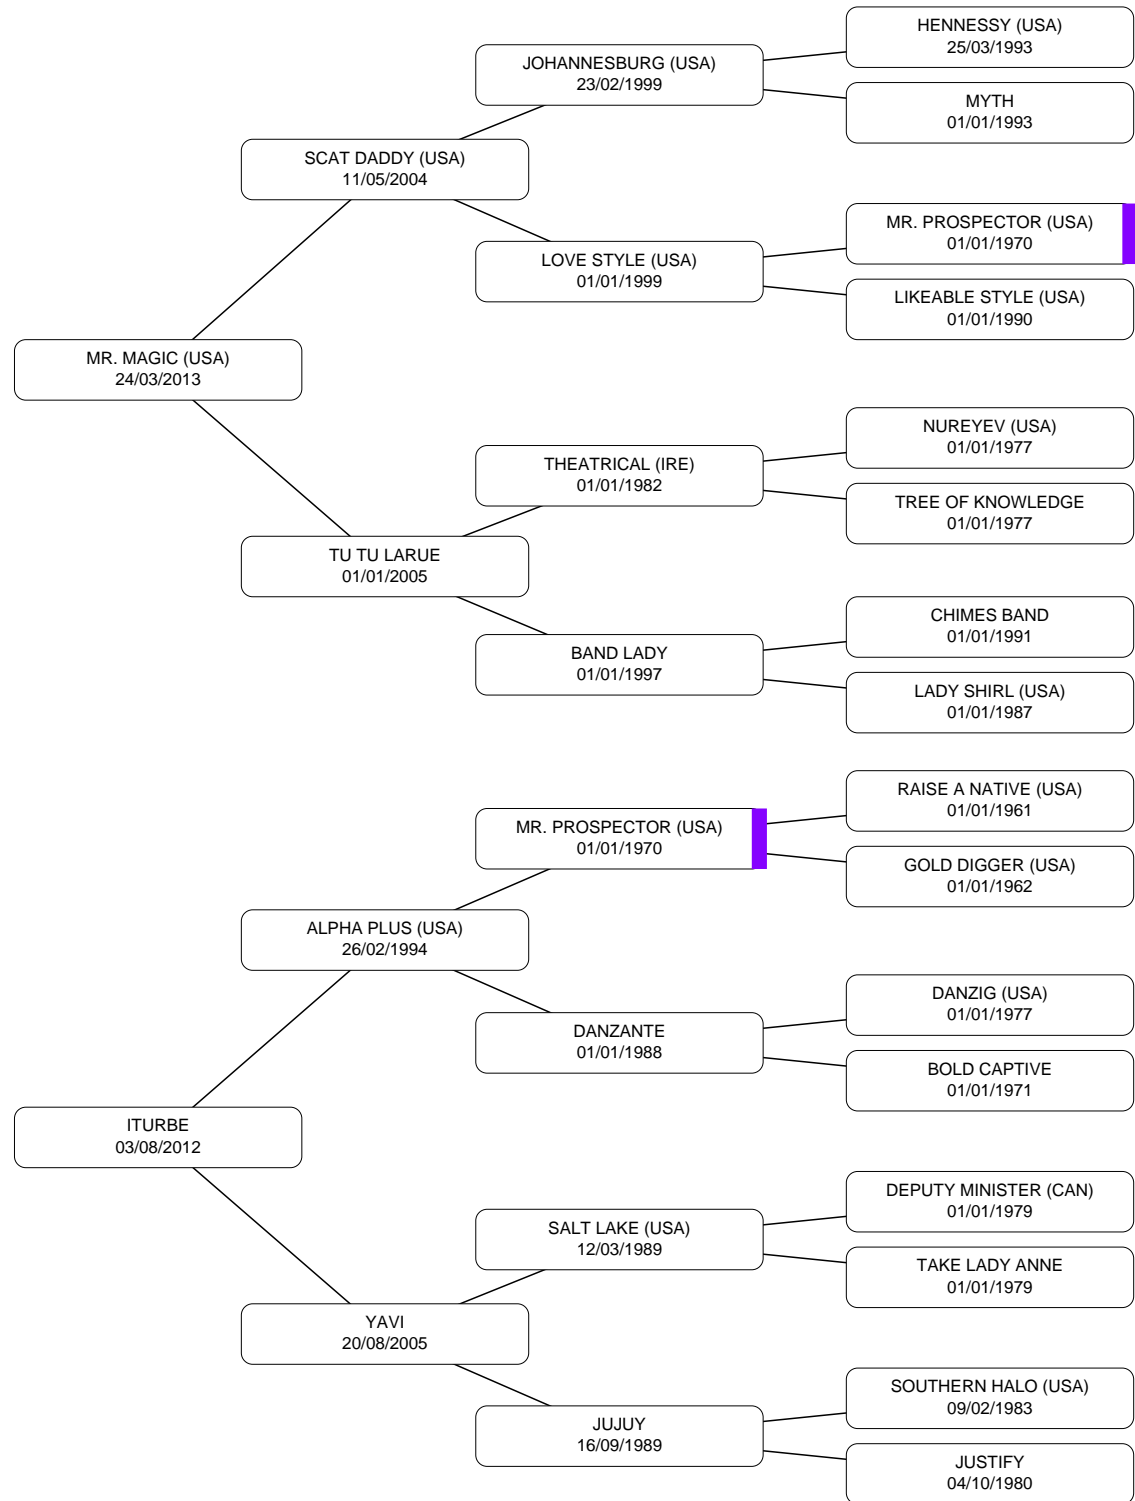 HENNESSY (USA)
25/03/1993
JOHANNESBURG (USA)
23/02/1999
MYTH
01/01/1993
SCAT DADDY (USA)
11/05/2004
MR. PROSPECTOR (USA)
01/01/1970
LOVE STYLE (USA)
01/01/1999
LIKEABLE STYLE (USA)
01/01/1990
MR. MAGIC (USA)
24/03/2013
NUREYEV (USA)
01/01/1977
THEATRICAL (IRE)
01/01/1982
TREE OF KNOWLEDGE
01/01/1977
TU TU LARUE
01/01/2005
CHIMES BAND
01/01/1991
BAND LADY
01/01/1997
LADY SHIRL (USA)
01/01/1987
RAISE A NATIVE (USA)
01/01/1961
MR. PROSPECTOR (USA)
01/01/1970
GOLD DIGGER (USA)
01/01/1962
ALPHA PLUS (USA)
26/02/1994
DANZIG (USA)
01/01/1977
DANZANTE
01/01/1988
BOLD CAPTIVE
01/01/1971
ITURBE
03/08/2012
DEPUTY MINISTER (CAN)
01/01/1979
SALT LAKE (USA)
12/03/1989
TAKE LADY ANNE
01/01/1979
YAVI
20/08/2005
SOUTHERN HALO (USA)
09/02/1983
JUJUY
16/09/1989
JUSTIFY
04/10/1980